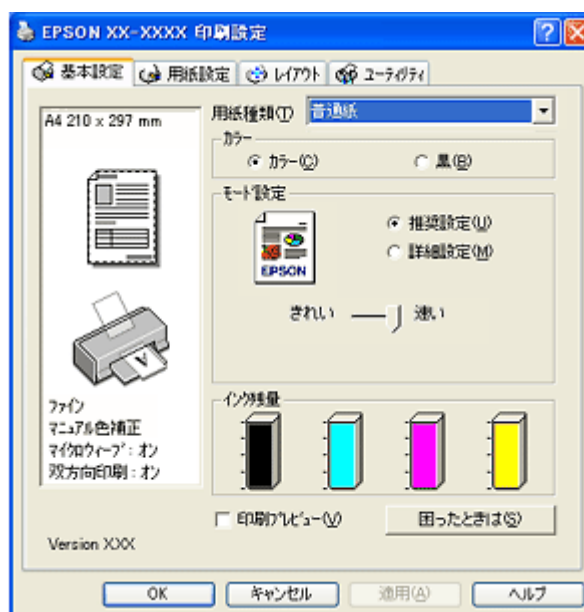 EPSON XX-XXXX 印刷設定
基本設定 用紙設定 レイアウト ユーティリティ
A4 210 x 297 mm
用紙種類(T) 普通紙
カラー
カラー(C) 黒(B)
モード設定
推奨設定(U)
詳細設定(M)
EPSON
きれい 速い
ファイン
マニュアル色補正
マイクロウィーブ : オン
双方向印刷 : オン
インク残量
印刷プレビュー(V) 困ったときは(S)
Version XXX
OK キャンセル 適用(A) ヘルプ